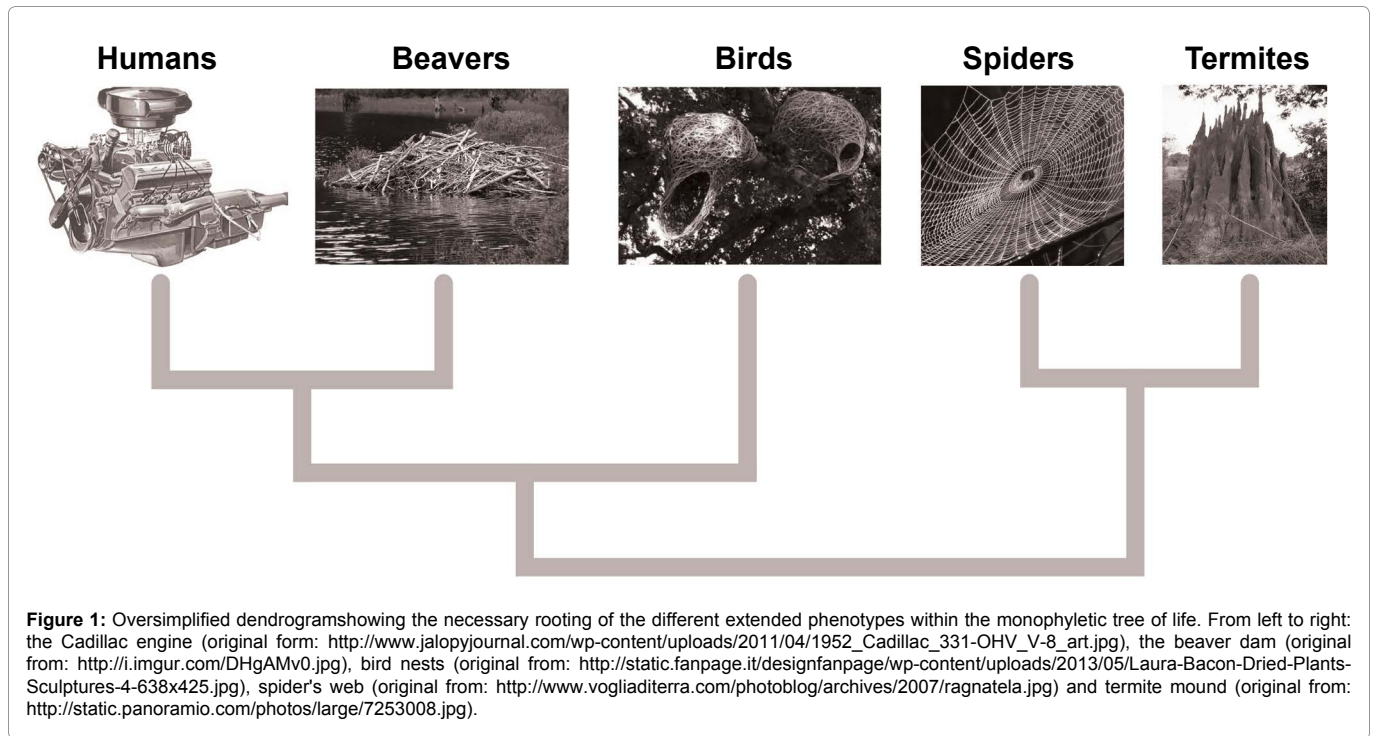 Humans Beavers Birds Spiders Termites
Figure 1: Oversimplified dendrogramshowing the necessary rooting of the different extended phenotypes within the monophyletic tree of life. From left to right:
the Cadillac engine (original form: http://www.jalopyjournal.com/wp-content/uploads/2011/04/1952_Cadillac_331-OHV_V-8_art.jpg), the beaver dam (original
from: http://i.imgur.com/DHgAMv0.jpg), bird nests (original from: http://static.fanpage.it/designfanpage/wp-content/uploads/2013/05/Laura-Bacon-Dried-Plants-
Sculptures-4-638x425.jpg), spider's web (original from: http://www.vogliaditerra.com/photoblog/archives/2007/ragnatela.jpg) and termite mound (original from:
http://static.panoramio.com/photos/large/7253008.jpg).